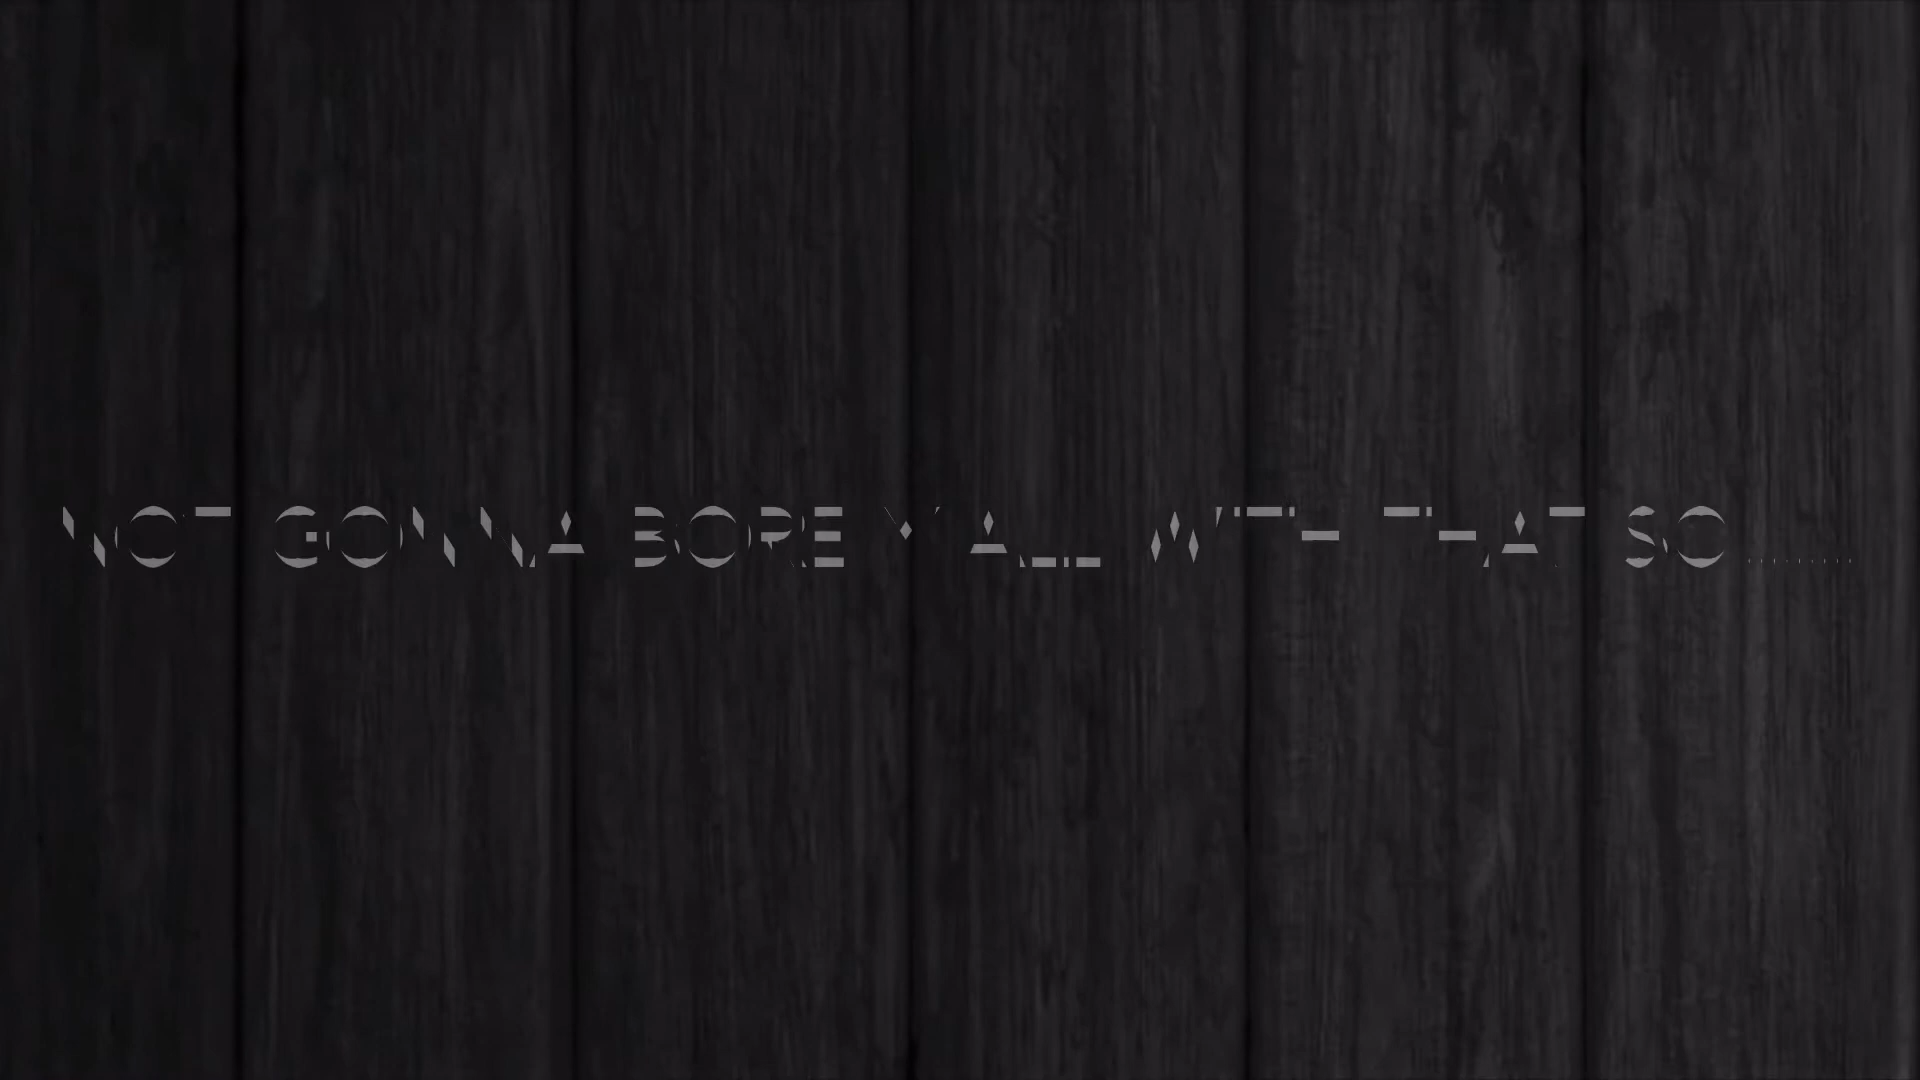 NOT GONNA BORE Y'ALL WITH THAT SO.........